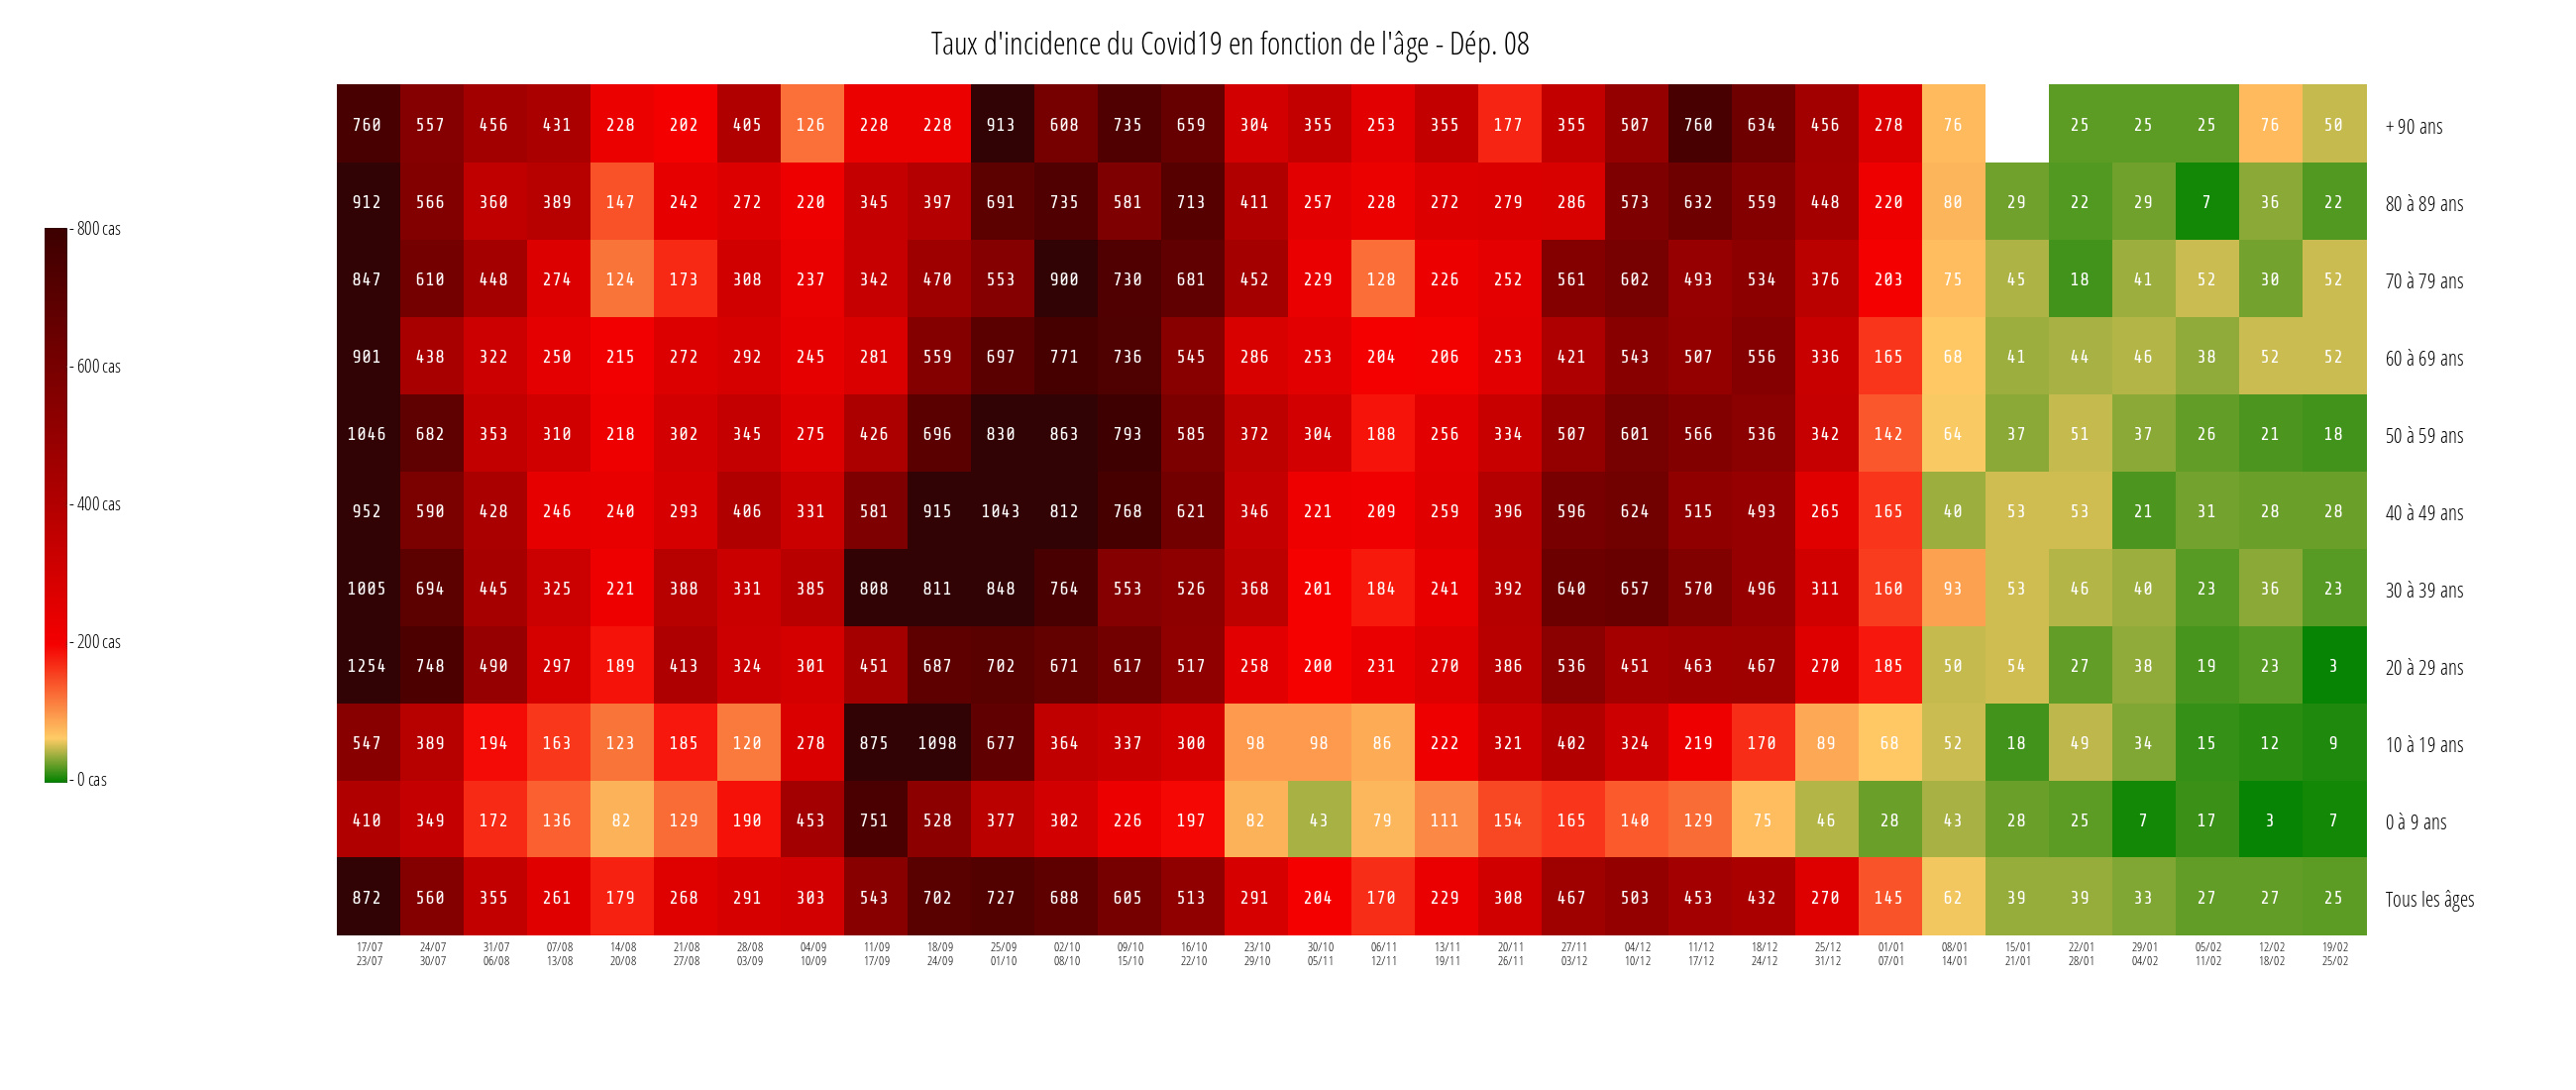 Taux d'incidence du Covid19 en fonction de l'âge - Dép. 08
- 800 cas
- 600 cas
- 400 cas
- 200 cas
- 0 cas
760 557 456 431 228 202 405 126 228 228 913 608 735 659 304 355 253 355 177 355 507 760 634 456 278 76 25 25 25 76 50 + 90 ans
912 566 360 389 147 242 272 220 345 397 691 735 581 713 411 257 228 272 279 286 573 632 559 448 220 80 29 22 29 7 36 22 80 à 89 ans
847 610 448 274 124 173 308 237 342 470 553 900 730 681 452 229 128 226 252 561 602 493 534 376 203 75 45 18 41 52 30 52 70 à 79 ans
901 438 322 250 215 272 292 245 281 559 697 771 736 545 286 253 204 206 253 421 543 507 556 336 165 68 41 44 46 38 52 52 60 à 69 ans
1046 682 353 310 218 302 345 275 426 696 830 863 793 585 372 304 188 256 334 507 601 566 536 342 142 64 37 51 37 26 21 18 50 à 59 ans
952 590 428 246 240 293 406 331 581 915 1043 812 768 621 346 221 209 259 396 596 624 515 493 265 165 40 53 53 21 31 28 28 40 à 49 ans
1005 694 445 325 221 388 331 385 808 811 848 764 553 526 368 201 184 241 392 640 657 570 496 311 160 93 53 46 40 23 36 23 30 à 39 ans
1254 748 490 297 189 413 324 301 451 687 702 671 617 517 258 200 231 270 386 536 451 463 467 270 185 50 54 27 38 19 23 3 20 à 29 ans
547 389 194 163 123 185 120 278 875 1098 677 364 337 300 98 98 86 222 321 402 324 219 170 89 68 52 18 49 34 15 12 9 10 à 19 ans
410 349 172 136 82 129 190 453 751 528 377 302 226 197 82 43 79 111 154 165 140 129 75 46 28 43 28 25 7 17 3 7 0 à 9 ans
872 560 355 261 179 268 291 303 543 702 727 688 605 513 291 204 170 229 308 467 503 453 432 270 145 62 39 39 33 27 27 25 Tous les âges
17/07 24/07 31/07 07/08 14/08 21/08 28/08 04/09 11/09 18/09 25/09 02/10 09/10 16/10 23/10 30/10 06/11 13/11 20/11 27/11 04/12 11/12 18/12 25/12 01/01 08/01 15/01 22/01 29/01 05/02 12/02 19/02
23/07 30/07 06/08 13/08 20/08 27/08 03/09 10/09 17/09 24/09 01/10 08/10 15/10 22/10 29/10 05/11 12/11 19/11 26/11 03/12 10/12 17/12 24/12 31/12 07/01 14/01 21/01 28/01 04/02 11/02 18/02 25/02